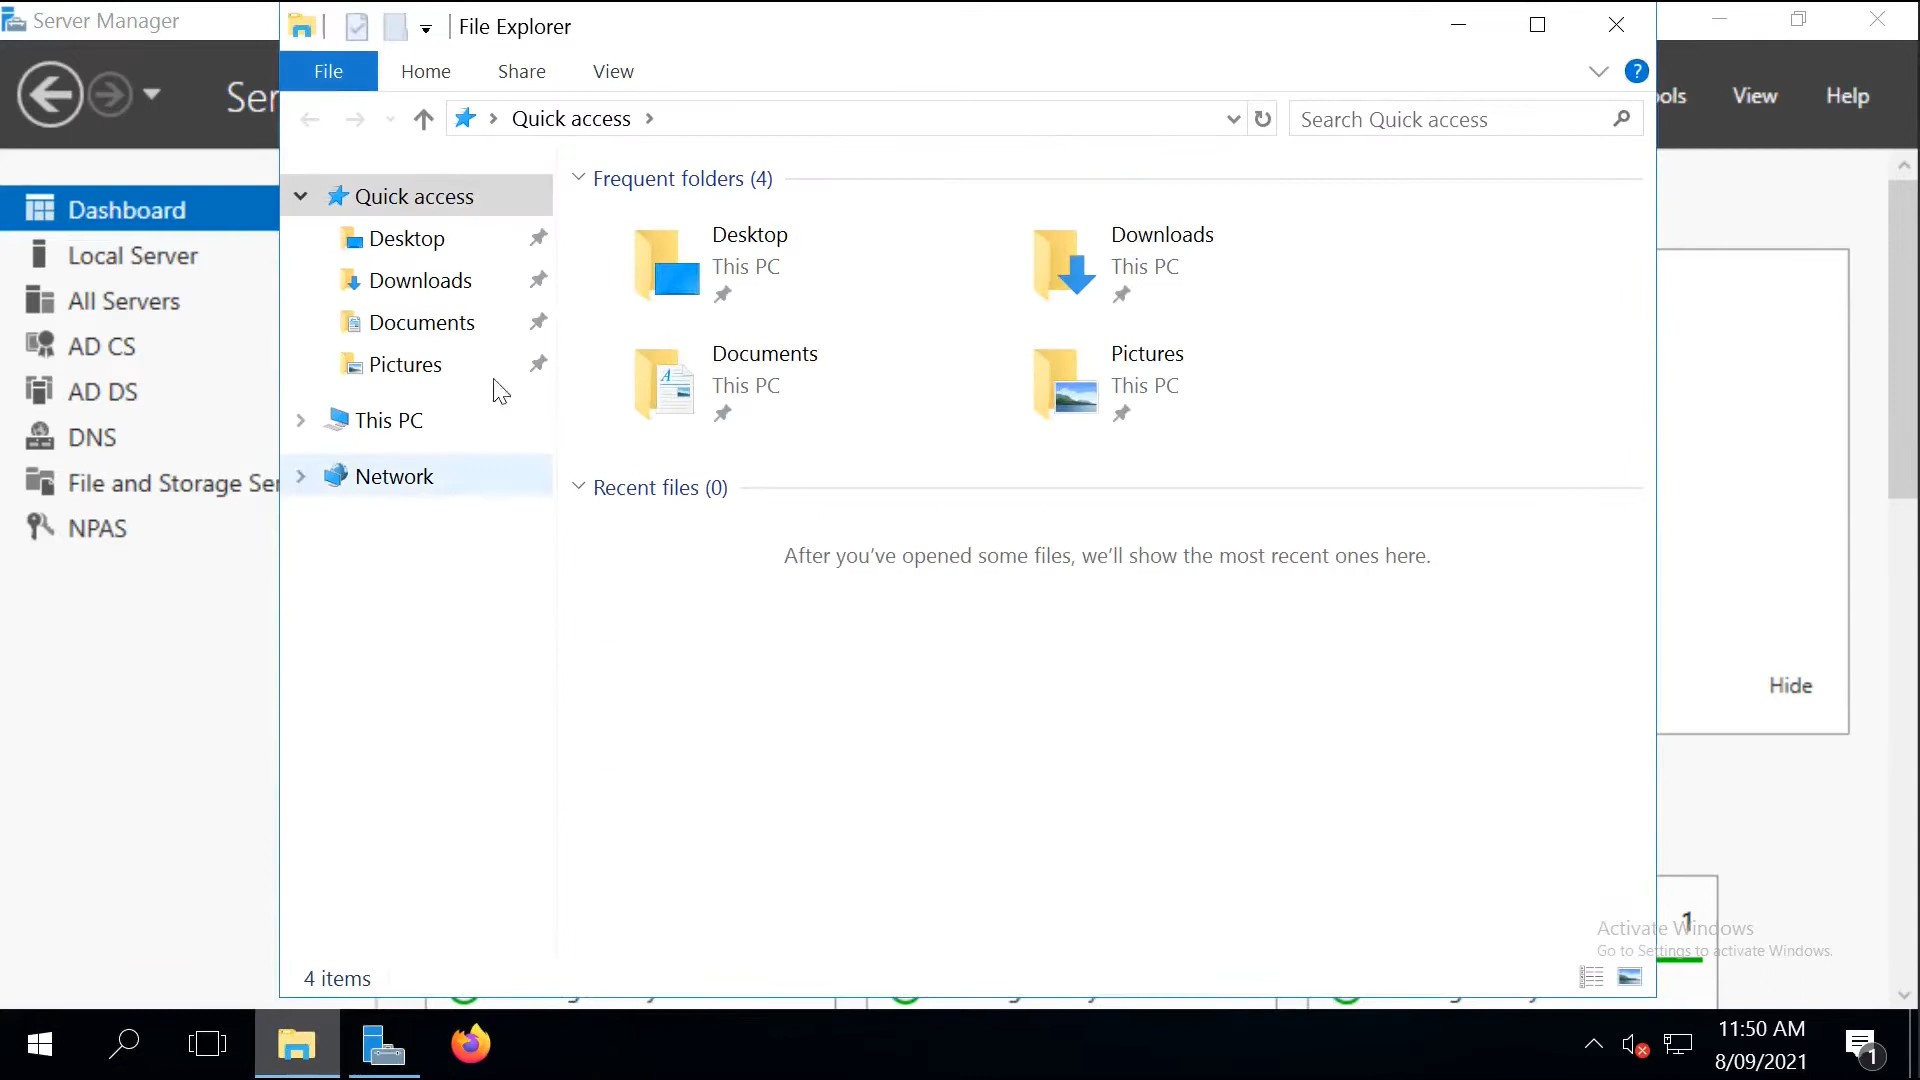 Server Manager
File Explorer
File
Home
Share
View
?
Ser
ols
View
Help
Quick access
Search Quick access
Dashboard
Local Server
All Servers
AD CS
AD DS
DNS
File and Storage Ser
NPAS
Quick access
Desktop
Downloads
Documents
Pictures
This PC
Network
Frequent folders (4)
Desktop
This PC
Downloads
This PC
Documents
This PC
Pictures
This PC
Recent files (0)
After you've opened some files, we'll show the most recent ones here.
Hide
1
Activate Windows
Go to Settings to activate Windows.
4 items
11:50 AM
8/09/2021
1